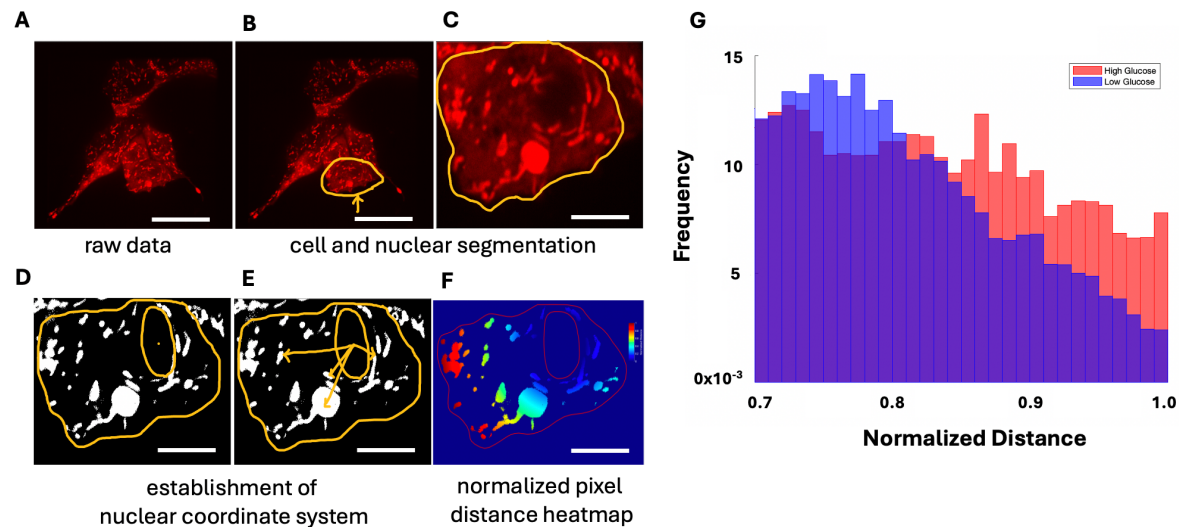 A
B
C
raw data
cell and nuclear segmentation
D
E
F
establishment of
nuclear coordinate system
normalized pixel
distance heatmap
G
High Glucose
Low Glucose
Frequency
15
10
5
0x10⁻³
0.7
0.8
0.9
1.0
Normalized Distance